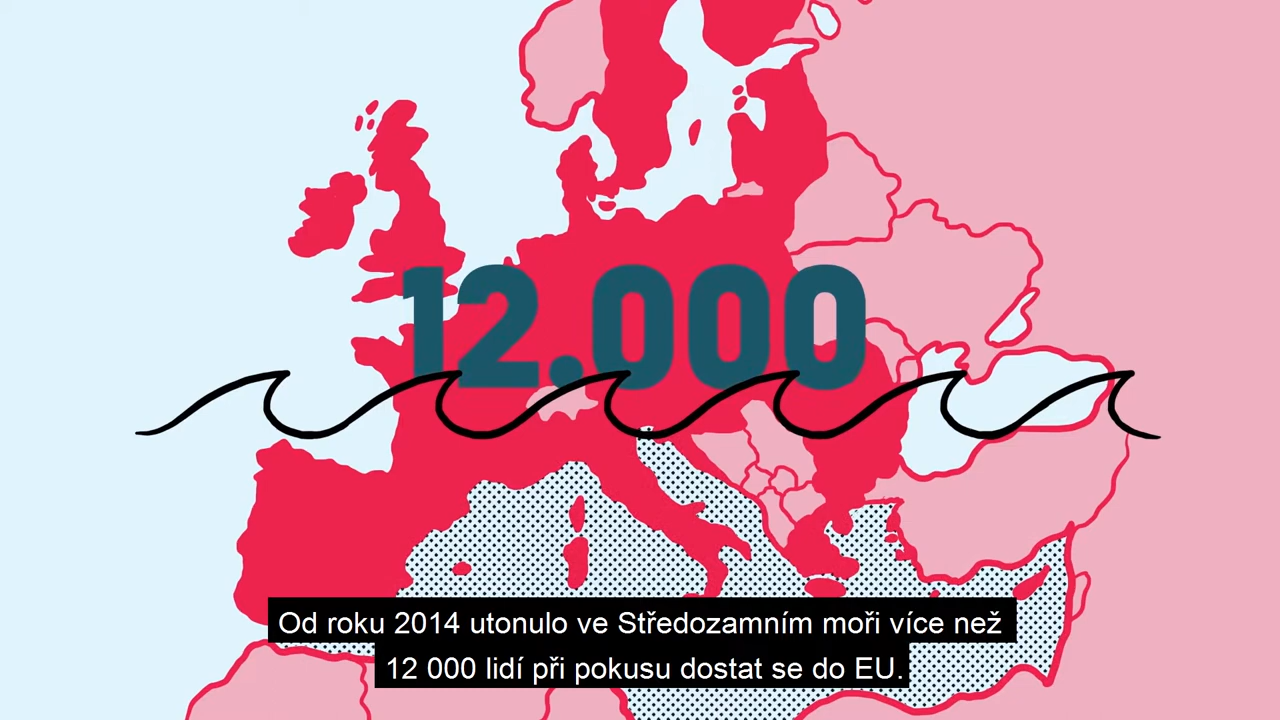 12.000
Od roku 2014 utonulo ve Středozamním moři více než
12 000 lidí při pokusu dostat se do EU.